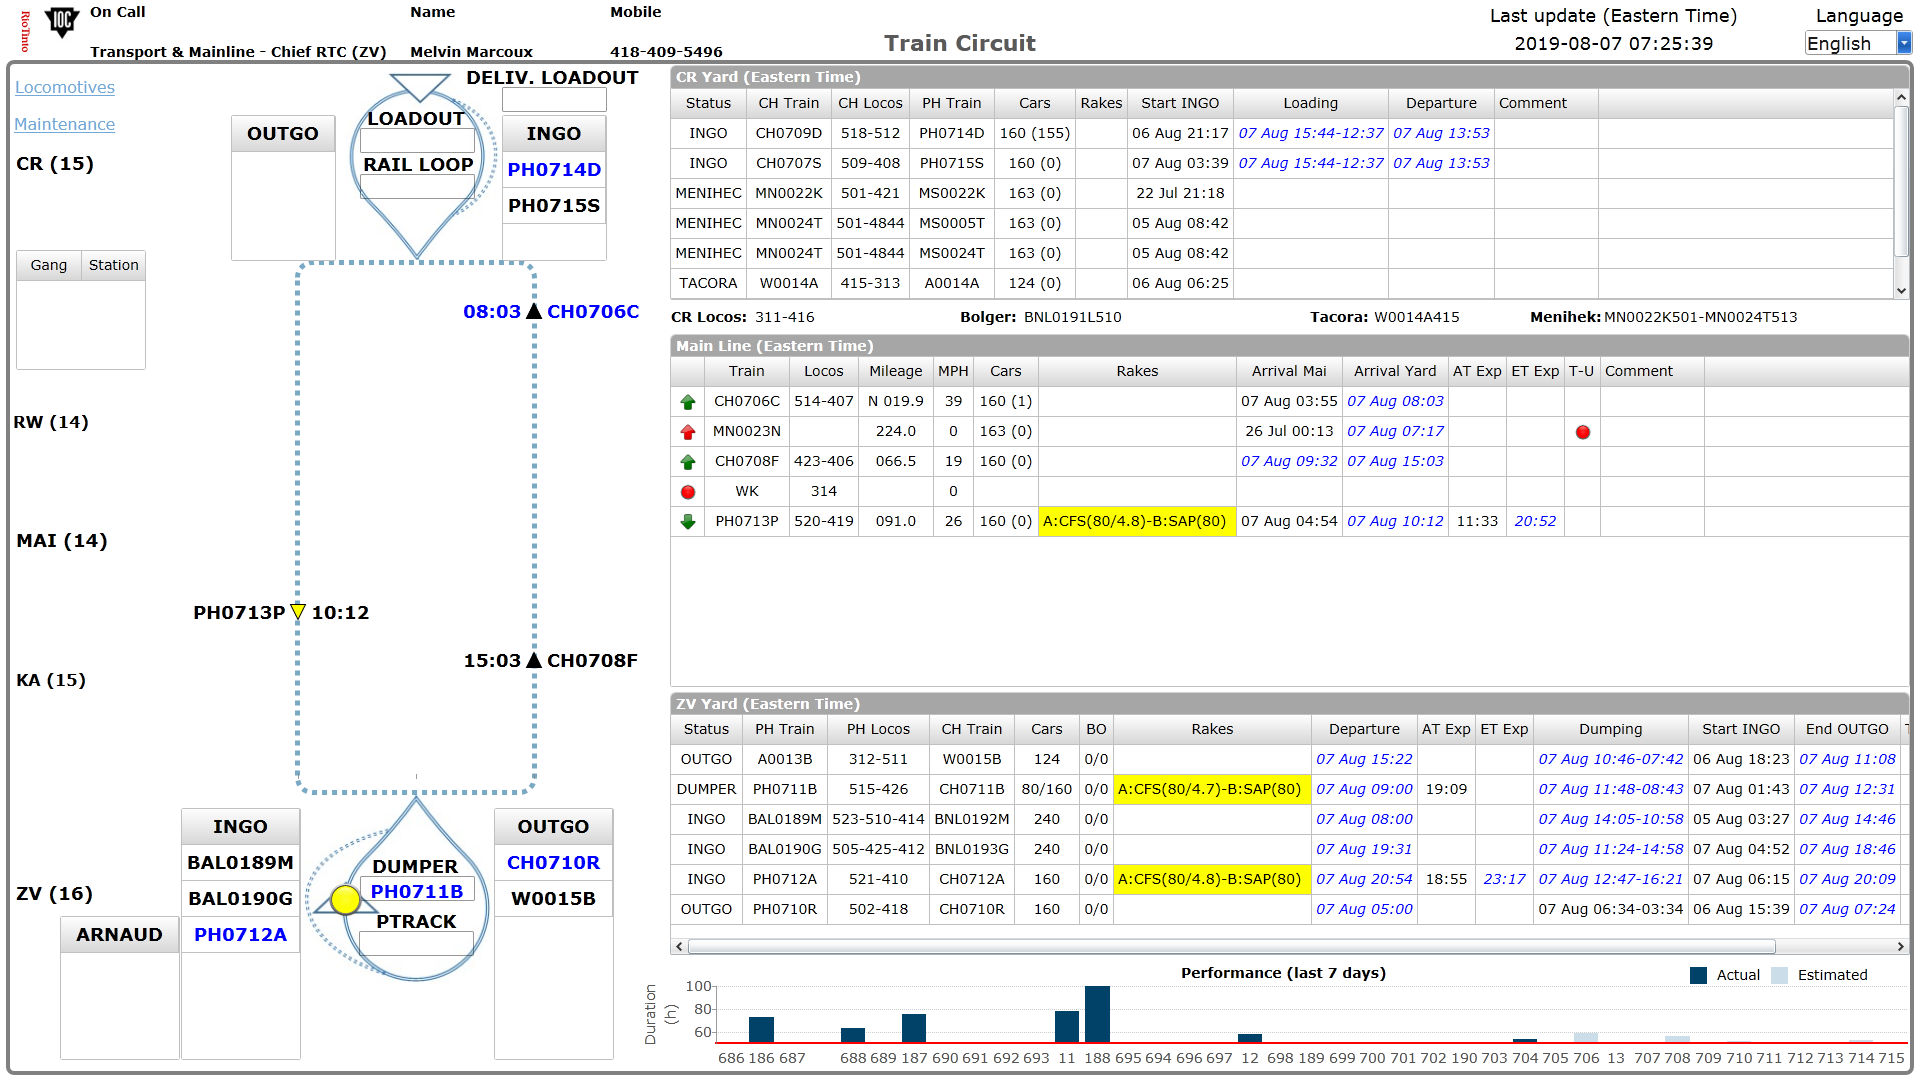 RioTinto
IOC
On Call Name Mobile
Transport & Mainline - Chief RTC (ZV) Melvin Marcoux 418-409-5496
Train Circuit
Last update (Eastern Time)
2019-08-07 07:25:39
Language
English
Locomotives
Maintenance
CR (15)
Gang Station
RW (14)
MAI (14)
KA (15)
ZV (16)
DELIV. LOADOUT
OUTGO
LOADOUT
RAIL LOOP
INGO
PH0714D
PH0715S
08:03 CH0706C
PH0713P 10:12
15:03 CH0708F
INGO
BAL0189M
BAL0190G
PH0712A
ARNAUD
DUMPER
PH0711B
PTRACK
OUTGO
CH0710R
W0015B
CR Yard (Eastern Time)
Status CH Train CH Locos PH Train Cars Rakes Start INGO Loading Departure Comment
INGO CH0709D 518-512 PH0714D 160 (155) 06 Aug 21:17 07 Aug 15:44-12:37 07 Aug 13:53
INGO CH0707S 509-408 PH0715S 160 (0) 07 Aug 03:39 07 Aug 15:44-12:37 07 Aug 13:53
MENIHEC MN0022K 501-421 MS0022K 163 (0) 22 Jul 21:18
MENIHEC MN0024T 501-4844 MS0005T 163 (0) 05 Aug 08:42
MENIHEC MN0024T 501-4844 MS0024T 163 (0) 05 Aug 08:42
TACORA W0014A 415-313 A0014A 124 (0) 06 Aug 06:25
CR Locos: 311-416 Bolger: BNL0191L510 Tacora: W0014A415 Menihek: MN0022K501-MN0024T513
Main Line (Eastern Time)
Train Locos Mileage MPH Cars Rakes Arrival Mai Arrival Yard AT Exp ET Exp T-U Comment
CH0706C 514-407 N 019.9 39 160 (1) 07 Aug 03:55 07 Aug 08:03
MN0023N 224.0 0 163 (0) 26 Jul 00:13 07 Aug 07:17
CH0708F 423-406 066.5 19 160 (0) 07 Aug 09:32 07 Aug 15:03
WK 314 0
PH0713P 520-419 091.0 26 160 (0) A:CFS(80/4.8)-B:SAP(80) 07 Aug 04:54 07 Aug 10:12 11:33 20:52
ZV Yard (Eastern Time)
Status PH Train PH Locos CH Train Cars BO Rakes Departure AT Exp ET Exp Dumping Start INGO End OUTGO
OUTGO A0013B 312-511 W0015B 124 0/0 07 Aug 15:22 07 Aug 10:46-07:42 06 Aug 18:23 07 Aug 11:08
DUMPER PH0711B 515-426 CH0711B 80/160 0/0 A:CFS(80/4.7)-B:SAP(80) 07 Aug 09:00 19:09 07 Aug 11:48-08:43 07 Aug 01:43 07 Aug 12:31
INGO BAL0189M 523-510-414 BNL0192M 240 0/0 07 Aug 08:00 07 Aug 14:05-10:58 05 Aug 03:27 07 Aug 14:46
INGO BAL0190G 505-425-412 BNL0193G 240 0/0 07 Aug 19:31 07 Aug 11:24-14:58 07 Aug 04:52 07 Aug 18:46
INGO PH0712A 521-410 CH0712A 160 0/0 A:CFS(80/4.8)-B:SAP(80) 07 Aug 20:54 18:55 23:17 07 Aug 12:47-16:21 07 Aug 06:15 07 Aug 20:09
OUTGO PH0710R 502-418 CH0710R 160 0/0 07 Aug 05:00 07 Aug 06:34-03:34 06 Aug 15:39 07 Aug 07:24
Performance (last 7 days)
Actual Estimated
Duration (h)
100
80
60
686 186 687 688 689 187 690 691 692 693 11 188 695 694 696 697 12 698 189 699 700 701 702 190 703 704 705 706 13 707 708 709 710 711 712 713 714 715